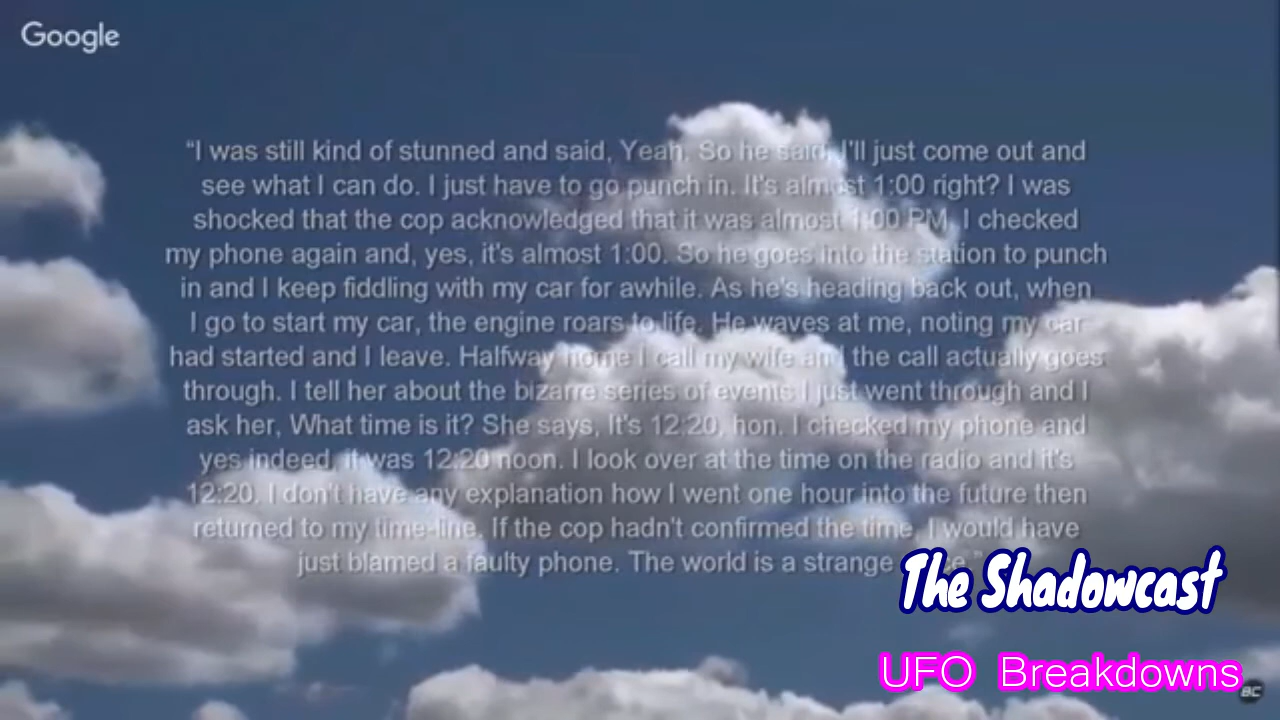 Google
“I was still kind of stunned and said, Yeah. So he said, I'll just come out and
see what I can do. I just have to go punch in. It's almost 1:00 right? I was
shocked that the cop acknowledged that it was almost 1:00 PM. I checked
my phone again and, yes, it's almost 1:00. So he goes into the station to punch
in and I keep fiddling with my car for awhile. As he's heading back out, when
I go to start my car, the engine roars to life. He waves at me, noting my car
had started and I leave. Halfway home I call my wife and the call actually goes
through. I tell her about the bizarre series of events I just went through and I
ask her, What time is it? She says, It's 12:20, hon. I checked my phone and
yes indeed, it was 12:20 noon. I look over at the time on the radio and it's
12:20. I don't have any explanation how I went one hour into the future then
returned to my time-line. If the cop hadn't confirmed the time, I would have
just blamed a faulty phone. The world is a strange
The Shadowcast
UFO Breakdowns
BC